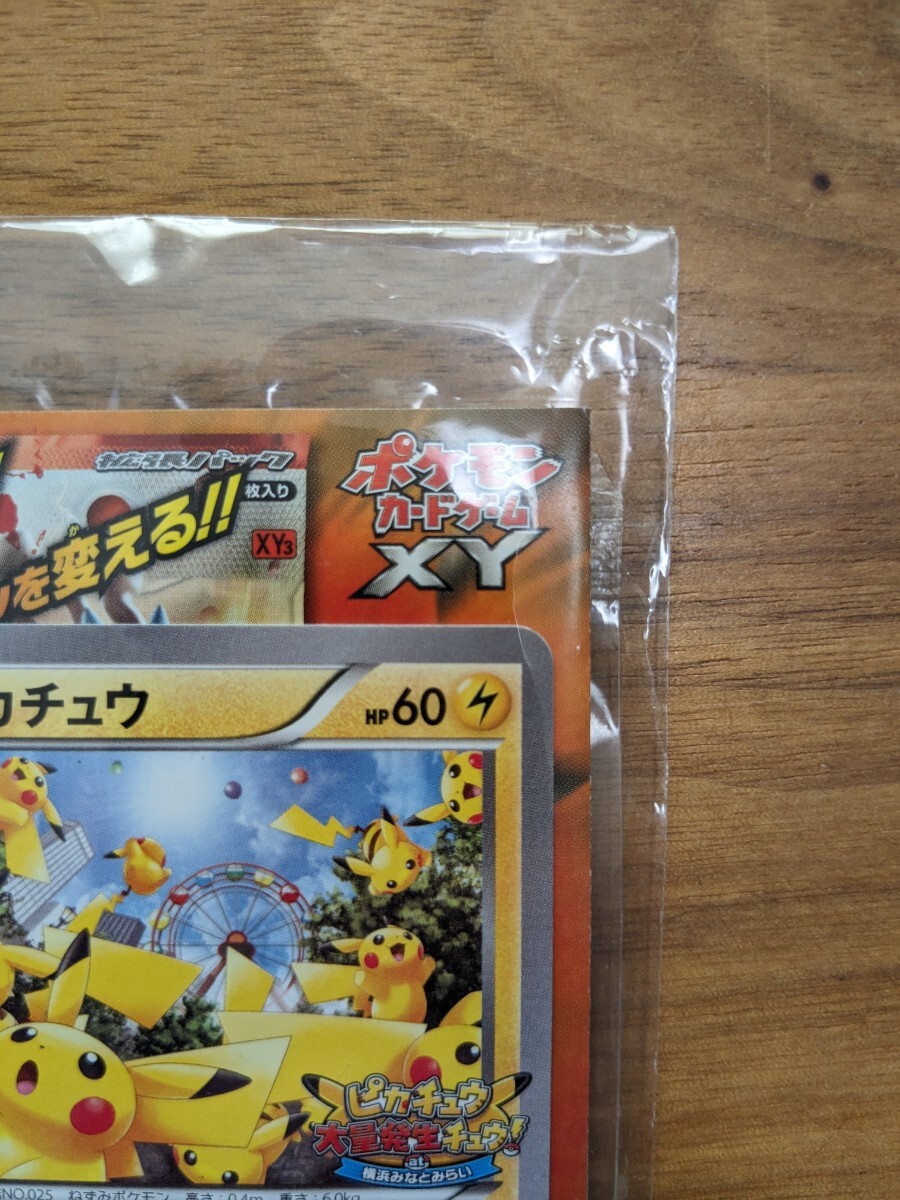 拡張パック
枚入り
を変える!!
か
XY3
ポケモン
カードゲーム
XY
カチュウ
HP60
ピカチュウ
大量発生チュウ!
at
横浜みなとみらい
NO.025 ねずみポケモン 高さ:0.4m 重さ:6.0kg